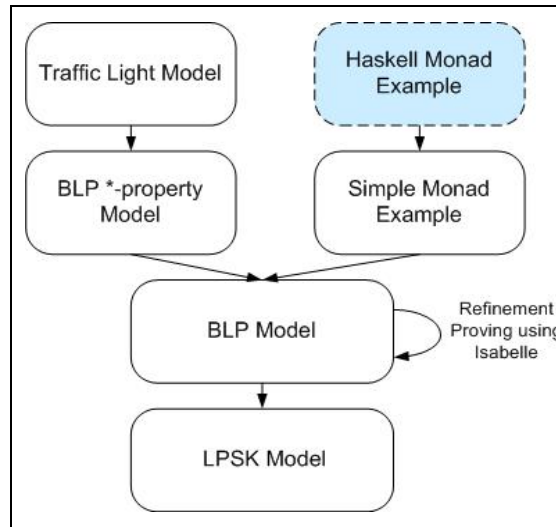 Traffic Light Model
Haskell Monad
Example
BLP *-property
Model
Simple Monad
Example
BLP Model
Refinement
Proving using
Isabelle
LPSK Model